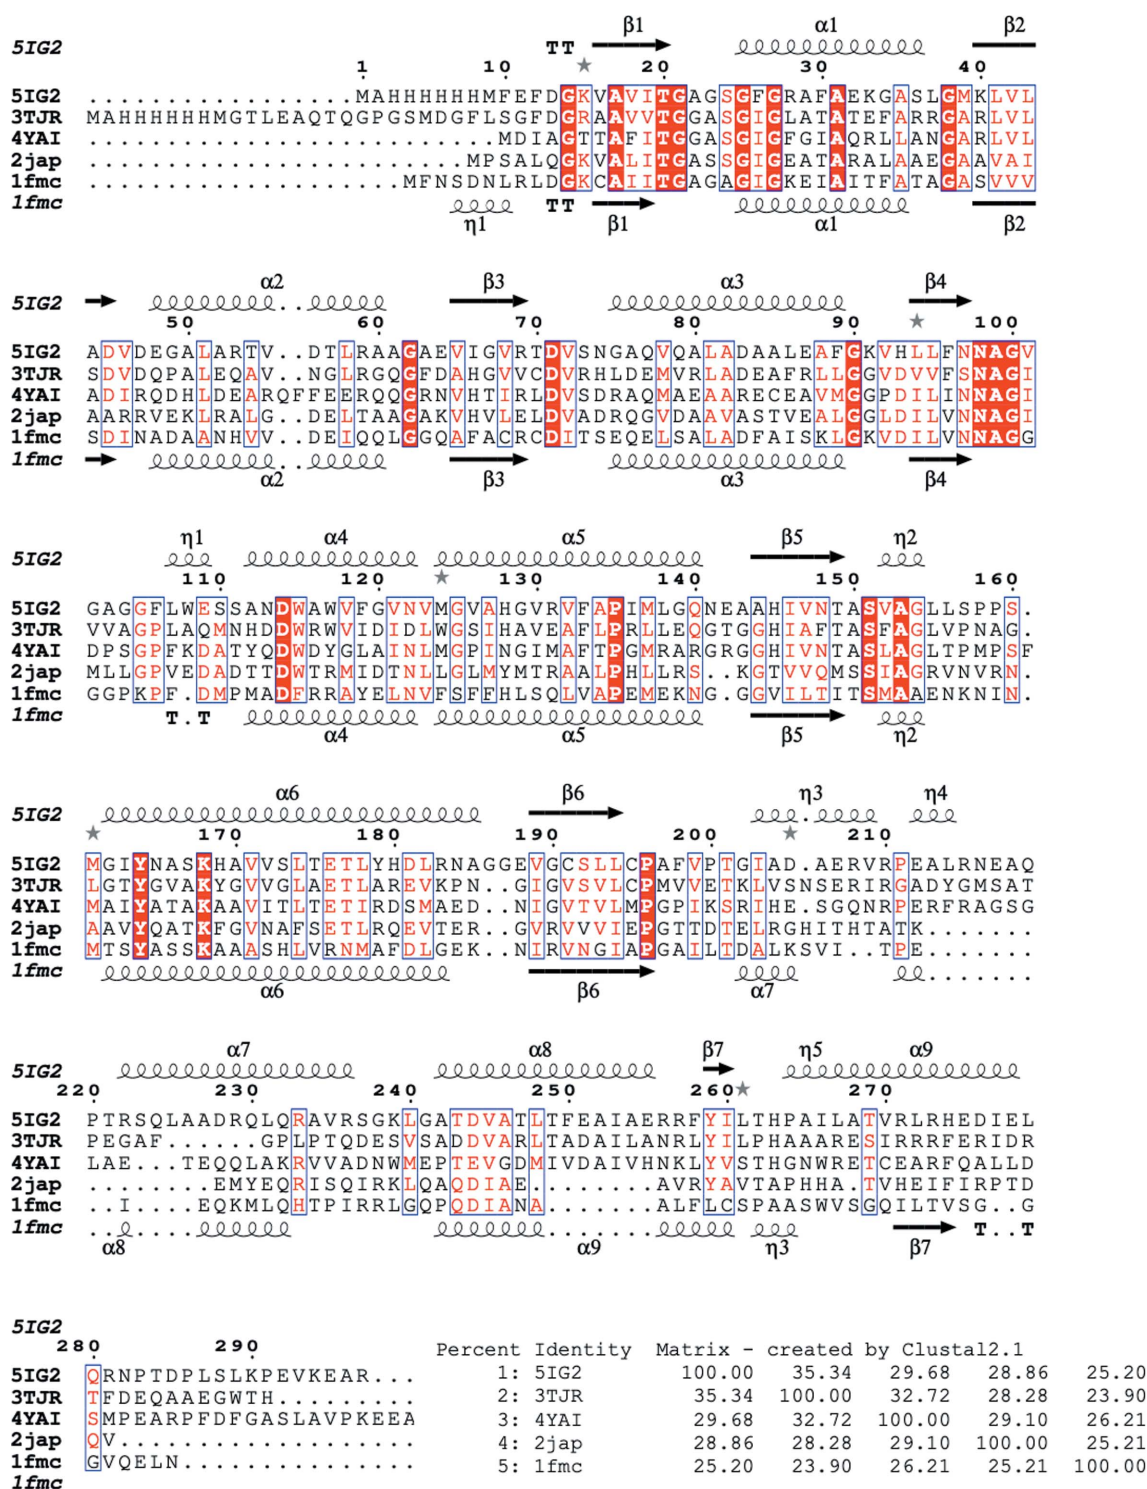 β1 α1 β2
5IG2 TT
1 10 20 30 40
5IG2 ..................MAHHHHHHMFEFDGKVAVITGAGSGFGRAFAEKGASLGMKLVL
3TJR MAHHHHHHMGTLEAQTQGPGSMDGFLSGFDGRAAVVTGGASGIGLATATEFARRGARLVL
4YAI ..........................MDIAGTTAFITGGASGIGFGIAQRLLANGARLVL
2jap ........................MPSALQGKVALITGASSGIGEATARALAAEGAAVAI
1fmc ....................MFNSDNLRLDGKCAIITGAGAGIGKEIAITFATAGASVVV
1fmc TT
η1 β1 α1 β2
α2 β3 α3 β4
5IG2
50 60 70 80 90 100
5IG2 ADVDEGALARTV..DTLRAAGAEVIGVRTDVSNGAQVQALADAALEAFGKVHLLFNNAGV
3TJR SDVDQPALEQAV..NGLRGQGFDAHGVVCDVRHLDEMVRLADEAFRLLGGVDVVFSNAGI
4YAI ADIRQDHLDEARQFFEERQQGRNVHTIRLDVSDRAQMAEAARECEAVMGGPDILINNAGI
2jap AARRVEKLRALG..DELTAAGAKVHVLELDVADRQGVDAAVASTVEALGGLDILVNNAGI
1fmc SDINADAANHVV..DEIQQLGGQAFACRCDITSEQELSALADFAISKLGKVDILVNNAGG
1fmc
α2 β3 α3 β4
η1 α4 α5 β5 η2
5IG2
110 120 130 140 150 160
5IG2 GAGGFLWESSANDWAWVFGVNVMGVAHGVRVFAPIMLGQNEAAHIVNTASVAGLLSPPS.
3TJR VVAGPLAQMNHDDWRWVIDIDLWGSIHAVEAFLPRLLEQGTGGHIAFTASFAGLVPNAG.
4YAI DPSGPFKDATYQDWDYGLAINLMGPINGIMAFTPGMRARGRGGHIVNTASLAGLTPMPSF
2jap MLLGPVEDADTTDWTRMIDTNLLGLMYMTRAALPHLLRS..KGTVVQMSSIAGRVNVRN.
1fmc GGPKPF.DMPMADFRRAYELNVFSFFHLSQLVAPEMEKNG.GGVILTITSMAAENKNIN.
1fmc T.T
α4 α5 β5 η2
α6 β6 η3 η4
5IG2
170 180 190 200 210
5IG2 MGIYNASKHAVVSLTETLYHDLRNAGGEVGCSLLCPAFVPTGIAD.AERVRPEALRNEAQ
3TJR LGTYGVAKYGVVGLAETLAREVKPN..GIGVSVLCPMVVETKLVSNSERIRGADYGMSAT
4YAI MAIYATAKAAVITLTETIRDSMAED..NIGVTVLMPGPIKSRIHE.SGQNRPERFRAGSG
2jap AAVYQATKFGVNAFSETLRQEVTER..GVRVVVIEPGTTDTELRGHITHTATK.......
1fmc MTSYASSKAAASHLVRNMAFDLGEK..NIRVNGIAPGAILTDALKSVI..TPE.......
1fmc
α6 β6 α7
α7 α8 β7 η5 α9
5IG2
220 230 240 250 260 270
5IG2 PTRSQLAADRQLQRAVRSGKLGATDVATLTFEAIAERRFYILTHPAILATVRLRHEDIEL
3TJR PEGAF......GPLPTQDESVSADDVARLTADAILANRLYILPHAAARESIRRRFERIDR
4YAI LAE...TEQQLAKRVVADNWMEPTEVGDMIVDAIVHNKLYVSTHGNWRETCEARFQALLD
2jap ........EMYEQRISQIRKLQAQDIAE........AVRYAVTAPHHA.TVHEIFIRPTD
1fmc ..I....EQKMLQHTPIRRLGQPQDIANA.......ALFLCSPAASWVSGQILTVSG..G
1fmc T..T
α8 α9 η3 β7
5IG2
280 290
5IG2 QRNPTDPLSLKPEVKEAR...
3TJR TFDEQAAEGWTH.........
4YAI SMPEARPFDFGASLAVPKEEA
2jap QV...................
1fmc GVQELN...............
1fmc
Percent Identity Matrix - created by Clustal2.1
1: 5IG2 100.00 35.34 29.68 28.86 25.20
2: 3TJR 35.34 100.00 32.72 28.28 23.90
3: 4YAI 29.68 32.72 100.00 29.10 26.21
4: 2jap 28.86 28.28 29.10 100.00 25.21
5: 1fmc 25.20 23.90 26.21 25.21 100.00